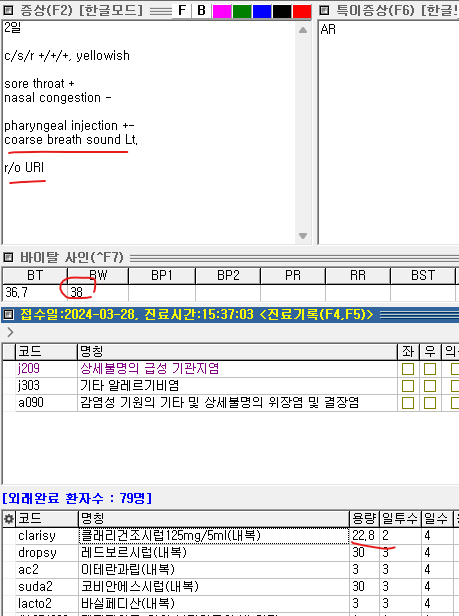 증상(F2) [한글모드]
F B
특이증상(F6) [한글!
2일
AR
c/s/r +/+/+, yellowish
sore throat +
nasal congestion -
pharyngeal injection +-
coarse breath sound Lt,
r/o URI
바이탈 사인(^F7)
BT BW BP1 BP2 PR RR BST
36,7 38
접수일:2024-03-28, 진료시간:15:37:03 <진료기록(F4,F5)>
코드 명칭 좌 우 의
j209 상세불명의 급성 기관지염
j303 기타 알레르기비염
a090 감염성 기원의 기타 및 상세불명의 위장염 및 결장염
[외래완료 환자수 : 79명]
코드 명칭 용량 일투수 일수
clarisy 클래리건조시럽125mg/5ml(내복) 22,8 2 4
dropsy 레드보르시럽(내복) 30 3 4
ac2 이테란과립(내복) 3 3 4
suda2 코비안에스시럽(내복) 30 3 4
lacto2 바실페디산(내복) 3 3 4